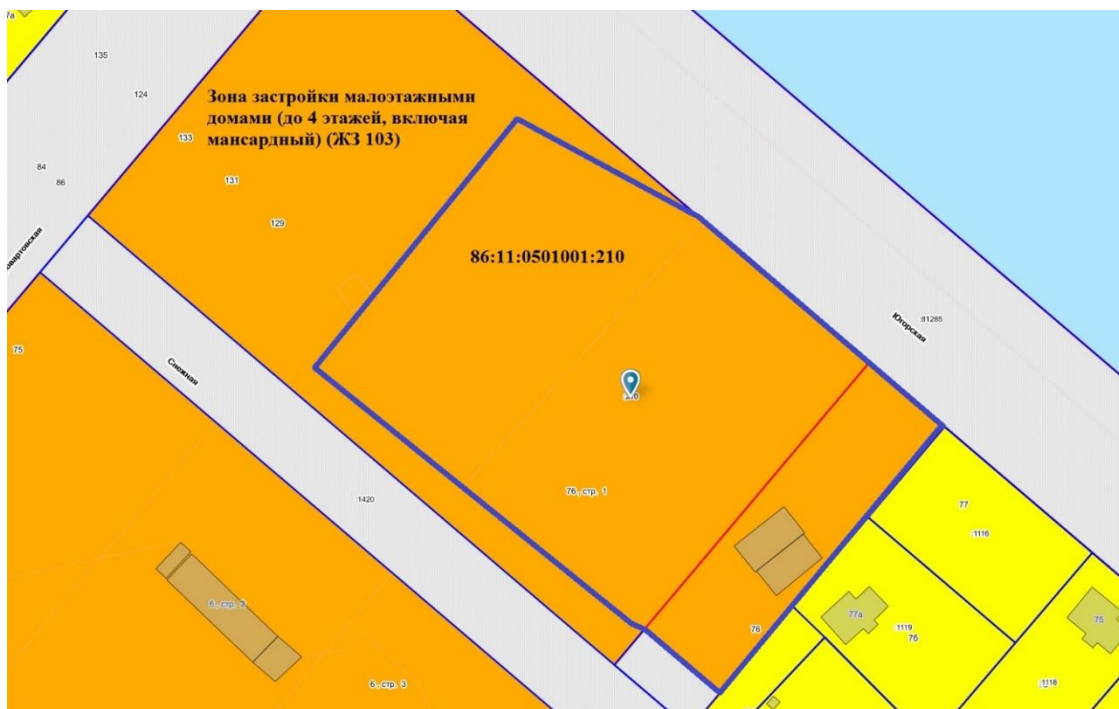 135
124
Зона застройки малоэтажными
домами (до 4 этажей, включая
мансардный) (ЖЗ 103)
133
84
86
131
129
86:11:0501001:210
:81285
Югорская
75
Снежная
76 , стр. 1
:1420
77
:1116
6 , стр. 3
76
77а
:1119
76
75
6 , стр. 3
:1118